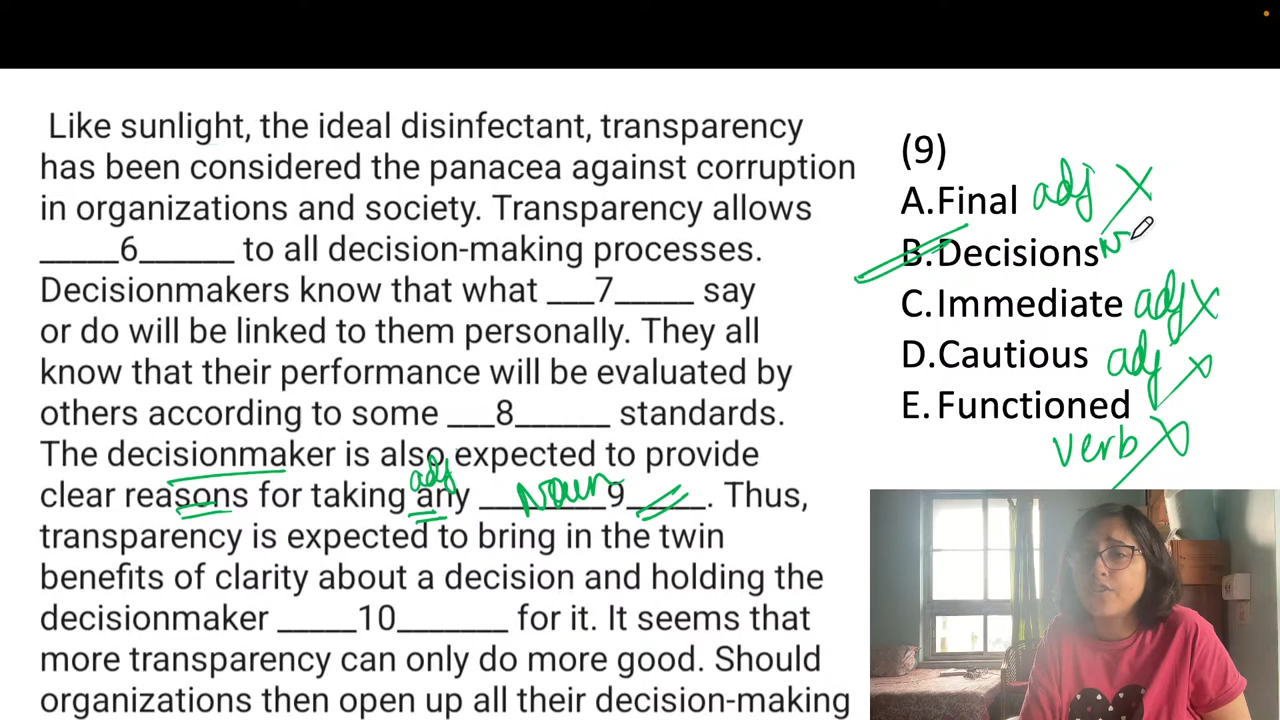 Like sunlight, the ideal disinfectant, transparency
has been considered the panacea against corruption
in organizations and society. Transparency allows
_____6______ to all decision-making processes.
Decisionmakers know that what ___7_____ say
or do will be linked to them personally. They all
know that their performance will be evaluated by
others according to some ___8______ standards.
The decisionmaker is also expected to provide
adj Noun
clear reasons for taking any ________9_____. Thus,
transparency is expected to bring in the twin
benefits of clarity about a decision and holding the
decisionmaker _____10_______ for it. It seems that
more transparency can only do more good. Should
organizations then open up all their decision-making
(9)
A.Final adj X
B.Decisions N
C.Immediate adj X
D.Cautious adj X
E.Functioned
verb X